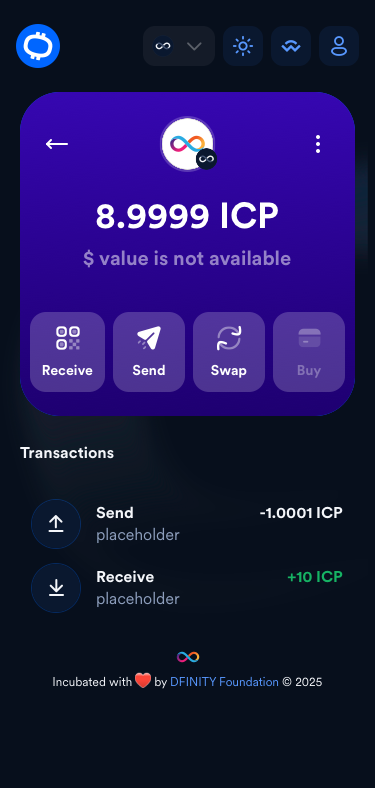 8.9999 ICP
$ value is not available
Receive Send Swap Buy
Transactions
Send -1.0001 ICP
placeholder
Receive +10 ICP
placeholder
Incubated with ❤️ by DFINITY Foundation © 2025